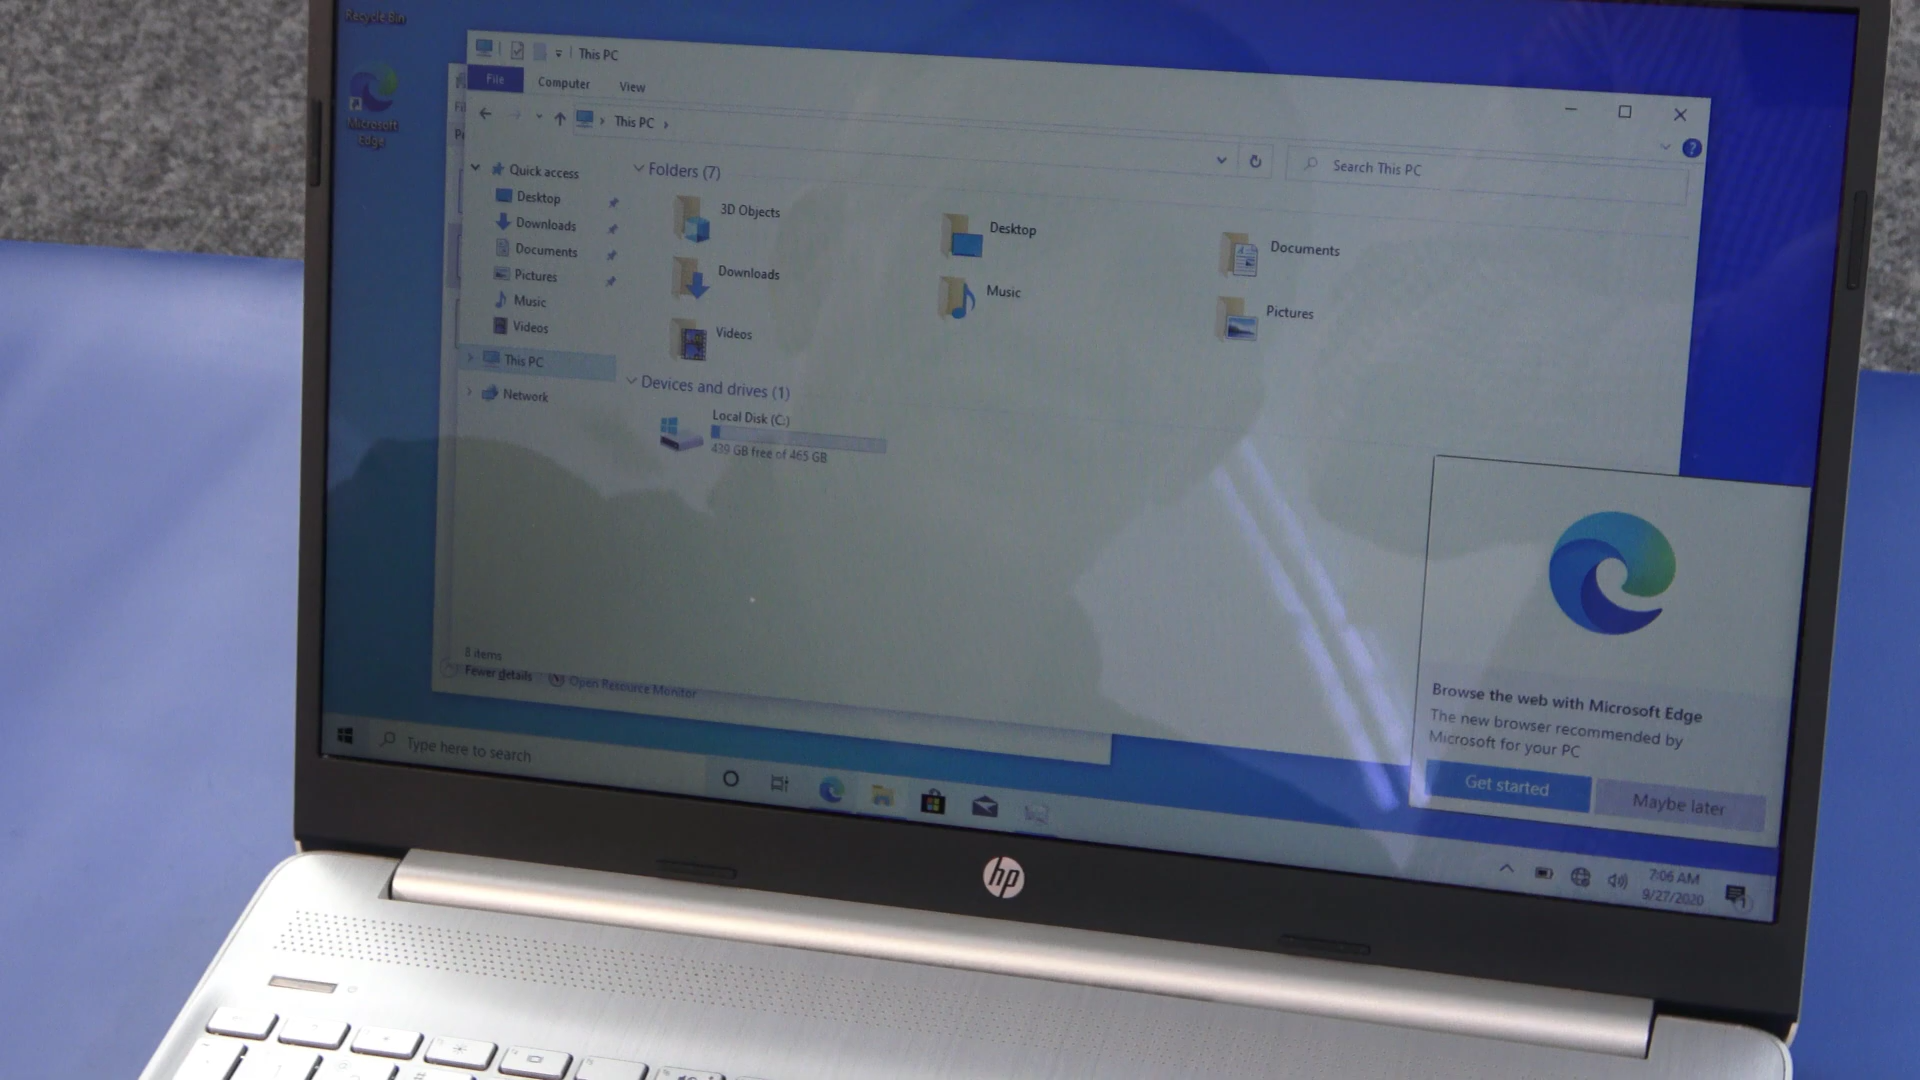 Recycle Bin
Microsoft
Edge
This PC
File
Computer
View
This PC
Search This PC
Quick access
Desktop
Downloads
Documents
Pictures
Music
Videos
This PC
Network
Folders (7)
3D Objects
Desktop
Documents
Downloads
Music
Pictures
Videos
Devices and drives (1)
Local Disk (C:)
439 GB free of 465 GB
8 items
Fewer details
Open Resource Monitor
Browse the web with Microsoft Edge
The new browser recommended by
Microsoft for your PC
Get started
Maybe later
Type here to search
7:06 AM
9/27/2020
1
hp